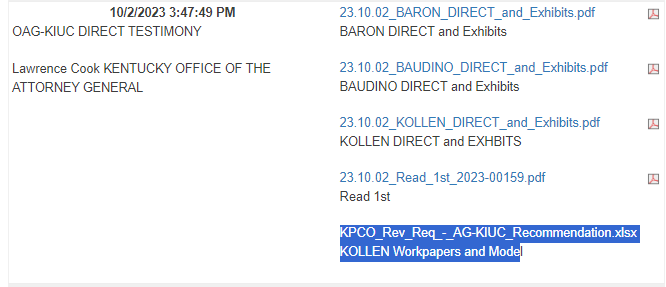 10/2/2023 3:47:49 PM
OAG-KIUC DIRECT TESTIMONY
Lawrence Cook KENTUCKY OFFICE OF THE
ATTORNEY GENERAL
23.10.02_BARON_DIRECT_and_Exhibits.pdf
BARON DIRECT and Exhibits
23.10.02_BAUDINO_DIRECT_and_Exhibits.pdf
BAUDINO DIRECT and Exhibits
23.10.02_KOLLEN_DIRECT_and_Exhibits.pdf
KOLLEN DIRECT and EXHBITS
23.10.02_Read_1st_2023-00159.pdf
Read 1st
KPCO_Rev_Req_-_AG-KIUC_Recommendation.xlsx
KOLLEN Workpapers and Model